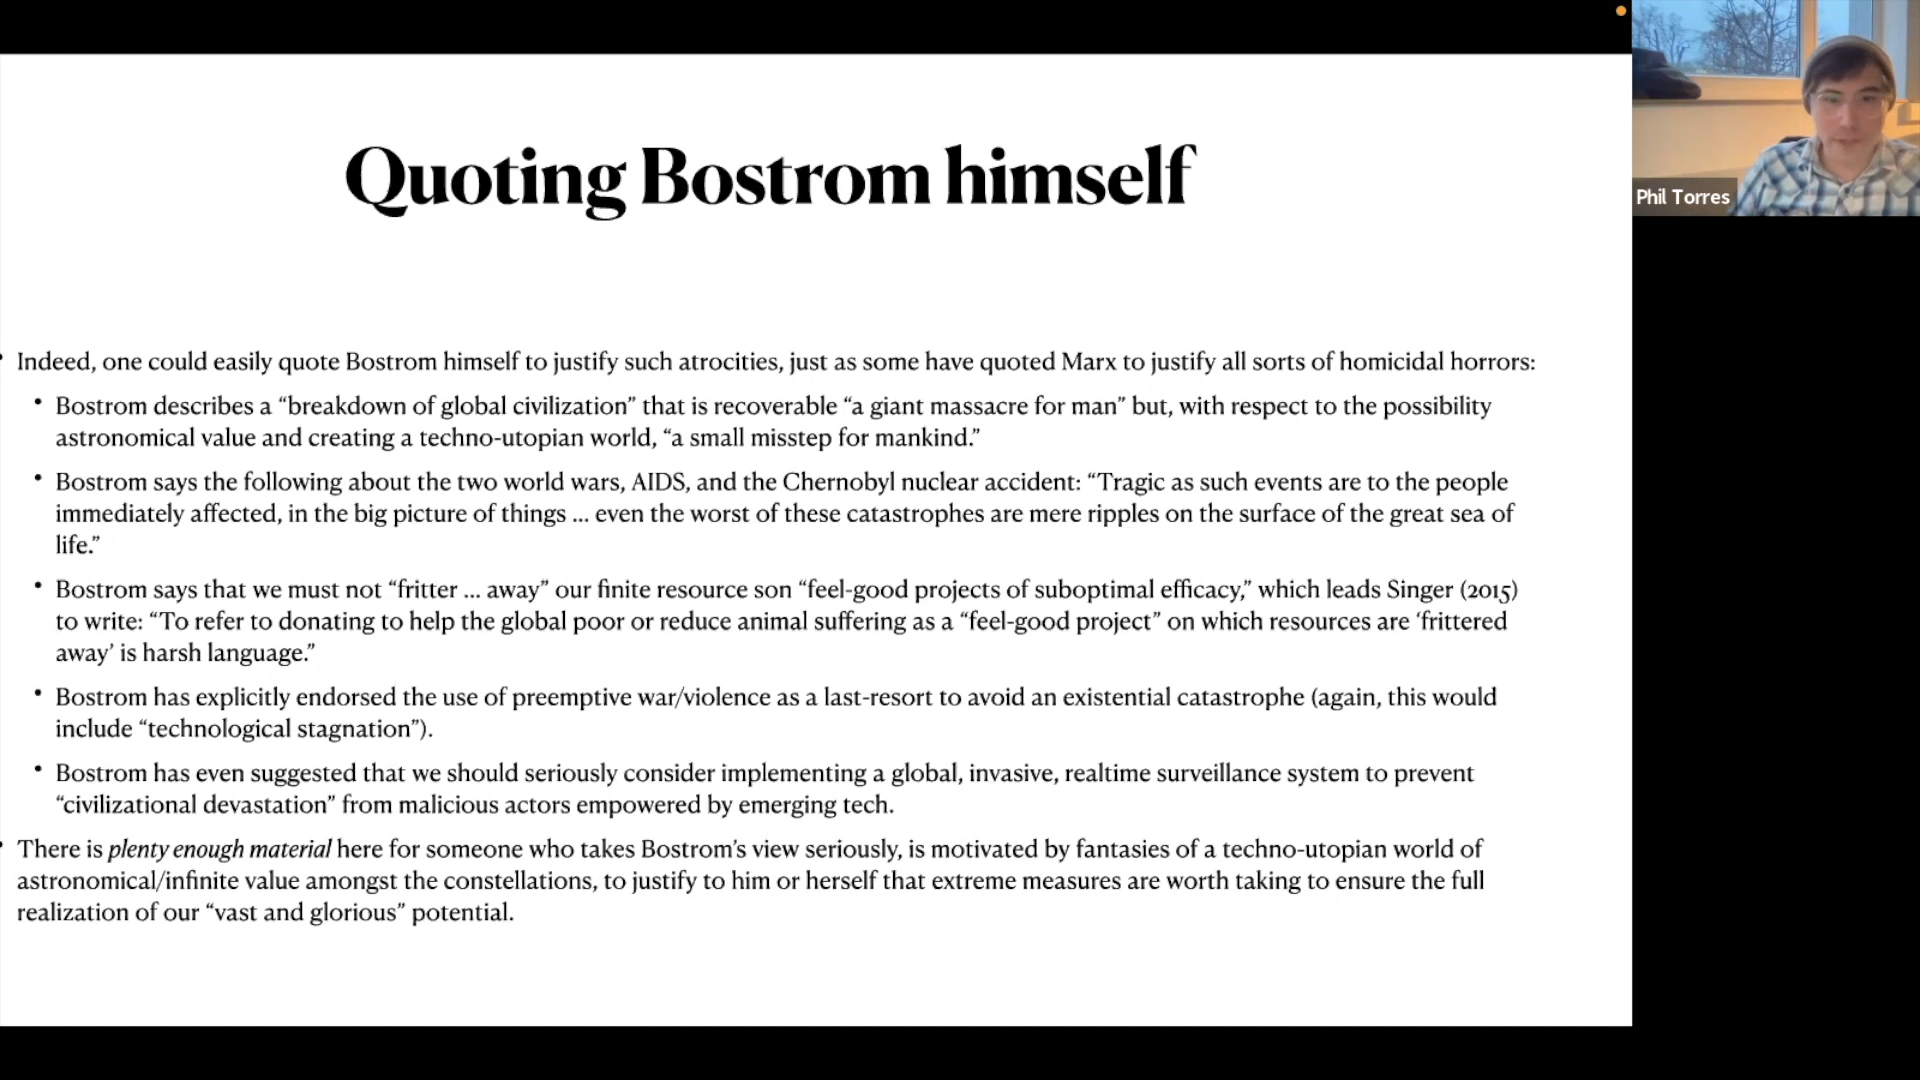 Quoting Bostrom himself
Phil Torres
Indeed, one could easily quote Bostrom himself to justify such atrocities, just as some have quoted Marx to justify all sorts of homicidal horrors:
• Bostrom describes a “breakdown of global civilization” that is recoverable “a giant massacre for man” but, with respect to the possibility
astronomical value and creating a techno-utopian world, “a small misstep for mankind.”
• Bostrom says the following about the two world wars, AIDS, and the Chernobyl nuclear accident: “Tragic as such events are to the people
immediately affected, in the big picture of things ... even the worst of these catastrophes are mere ripples on the surface of the great sea of
life.”
• Bostrom says that we must not “fritter ... away” our finite resource son “feel-good projects of suboptimal efficacy,” which leads Singer (2015)
to write: “To refer to donating to help the global poor or reduce animal suffering as a “feel-good project” on which resources are ‘frittered
away’ is harsh language.”
• Bostrom has explicitly endorsed the use of preemptive war/violence as a last-resort to avoid an existential catastrophe (again, this would
include “technological stagnation”).
• Bostrom has even suggested that we should seriously consider implementing a global, invasive, realtime surveillance system to prevent
“civilizational devastation” from malicious actors empowered by emerging tech.
There is plenty enough material here for someone who takes Bostrom’s view seriously, is motivated by fantasies of a techno-utopian world of
astronomical/infinite value amongst the constellations, to justify to him or herself that extreme measures are worth taking to ensure the full
realization of our “vast and glorious” potential.